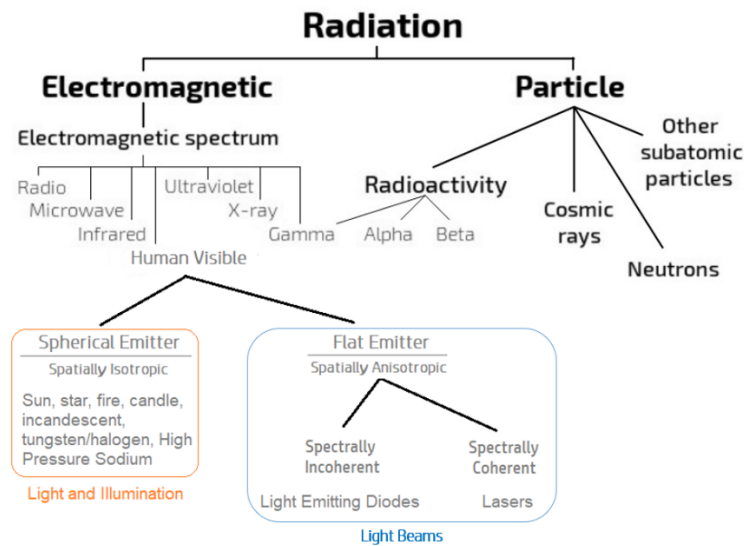 Radiation
Electromagnetic
Particle
Electromagnetic spectrum
Radio
Microwave
Infrared
Human Visible
Ultraviolet
X-ray
Gamma
Radioactivity
Alpha
Beta
Cosmic
rays
Neutrons
Other
subatomic
particles
Spherical Emitter
Spatially Isotropic
Sun, star, fire, candle,
incandescent,
tungsten/halogen, High
Pressure Sodium
Light and Illumination
Flat Emitter
Spatially Anisotropic
Spectrally
Incoherent
Light Emitting Diodes
Spectrally
Coherent
Lasers
Light Beams